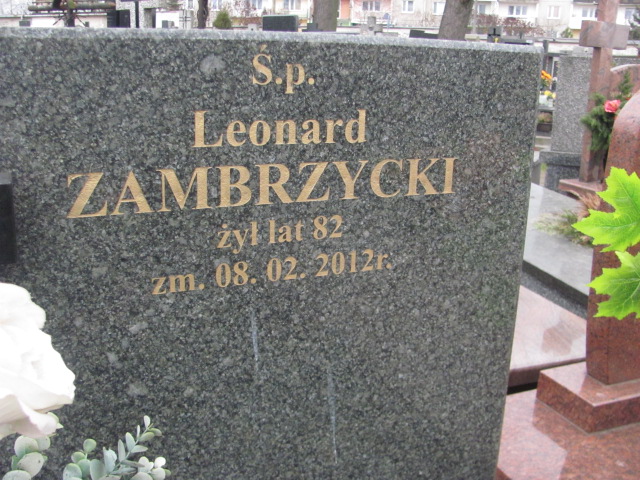 Ś.p.
Leonard
ZAMBRZYCKI
żył lat 82
zm. 08. 02. 2012r.